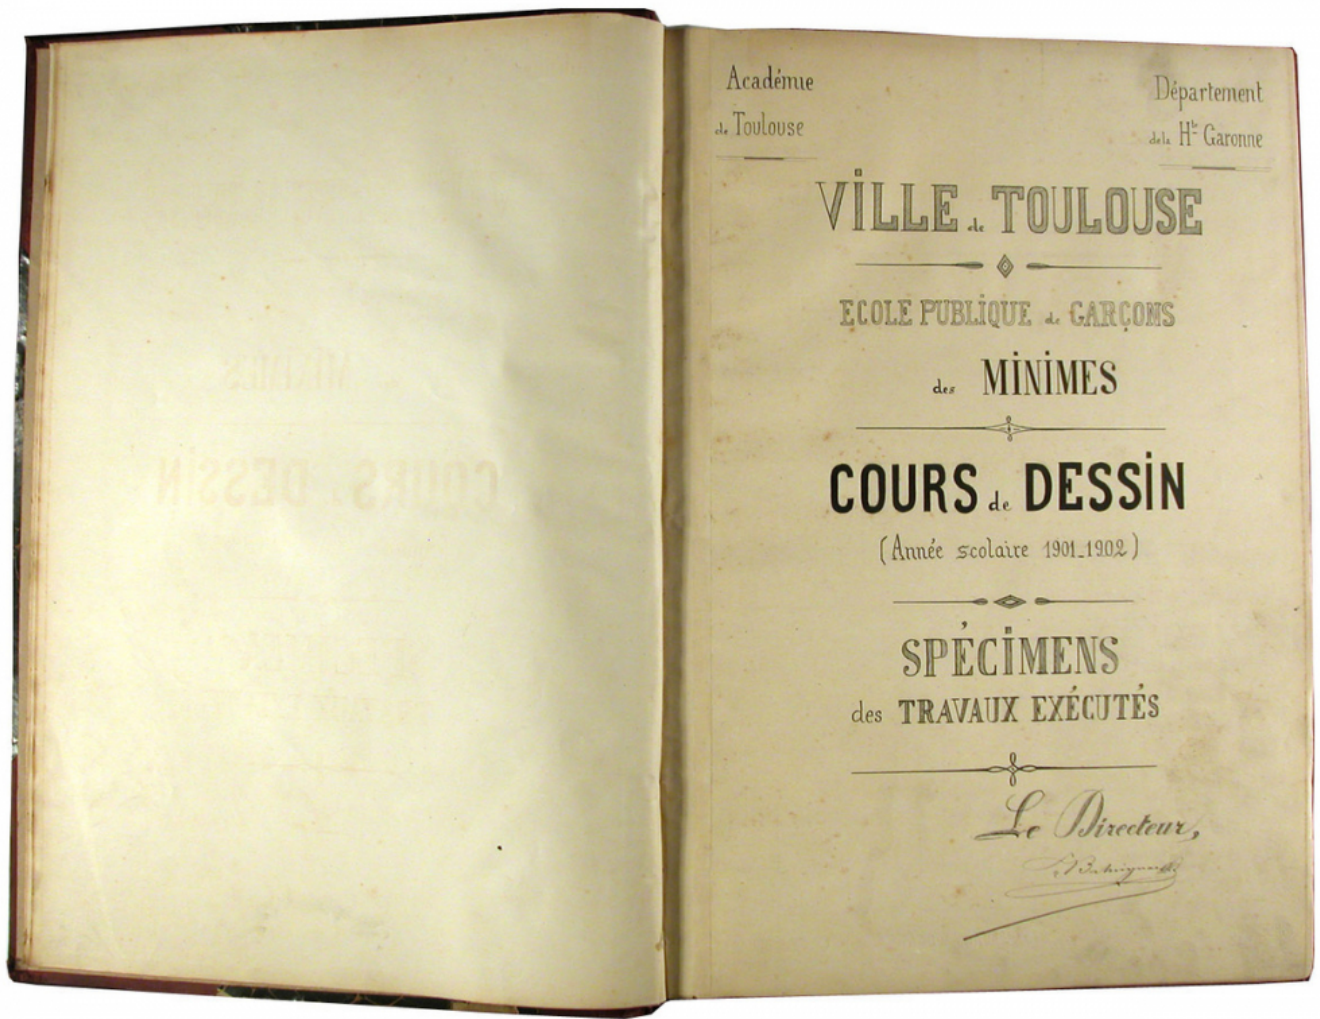 Académie
de Toulouse
Département
de la Hte Garonne
VILLE de TOULOUSE
ECOLE PUBLIQUE de GARÇONS
des MINIMES
COURS de DESSIN
(Année scolaire 1901-1902)
SPÉCIMENS
des TRAVAUX EXÉCUTÉS
Le Directeur,